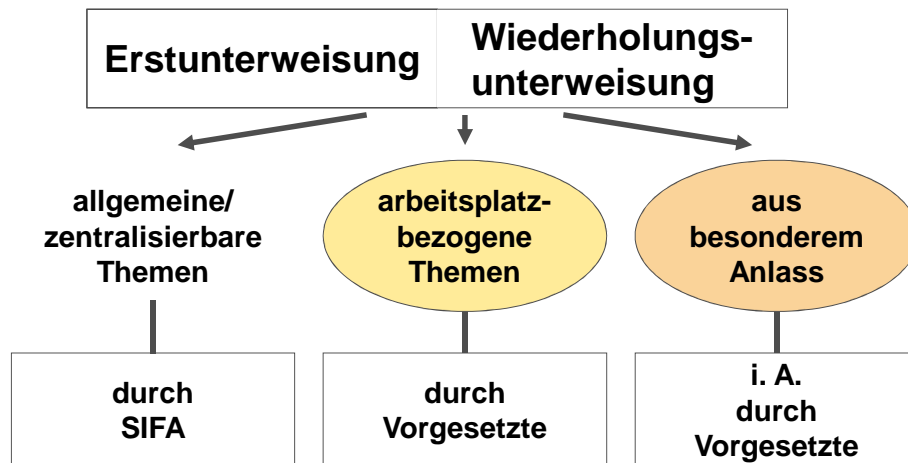 Erstunterweisung
Wiederholungs-
unterweisung
allgemeine/
zentralisierbare
Themen
arbeitsplatz-
bezogene
Themen
aus
besonderem
Anlass
durch
SIFA
durch
Vorgesetzte
i. A.
durch
Vorgesetzte